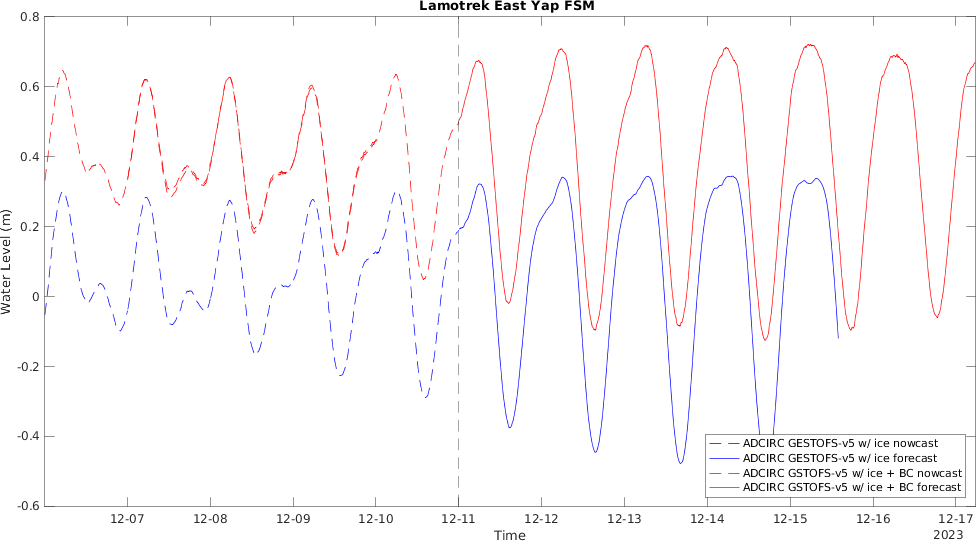 Lamotrek East Yap FSM
0.8
0.6
0.4
0.2
0
-0.2
-0.4
-0.6
Water Level (m)
ADCIRC GESTOFS-v5 w/ ice nowcast
ADCIRC GESTOFS-v5 w/ ice forecast
ADCIRC GSTOFS-v5 w/ ice + BC nowcast
ADCIRC GSTOFS-v5 w/ ice + BC forecast
12-07 12-08 12-09 12-10 12-11 12-12 12-13 12-14 12-15 12-16 12-17
Time
2023